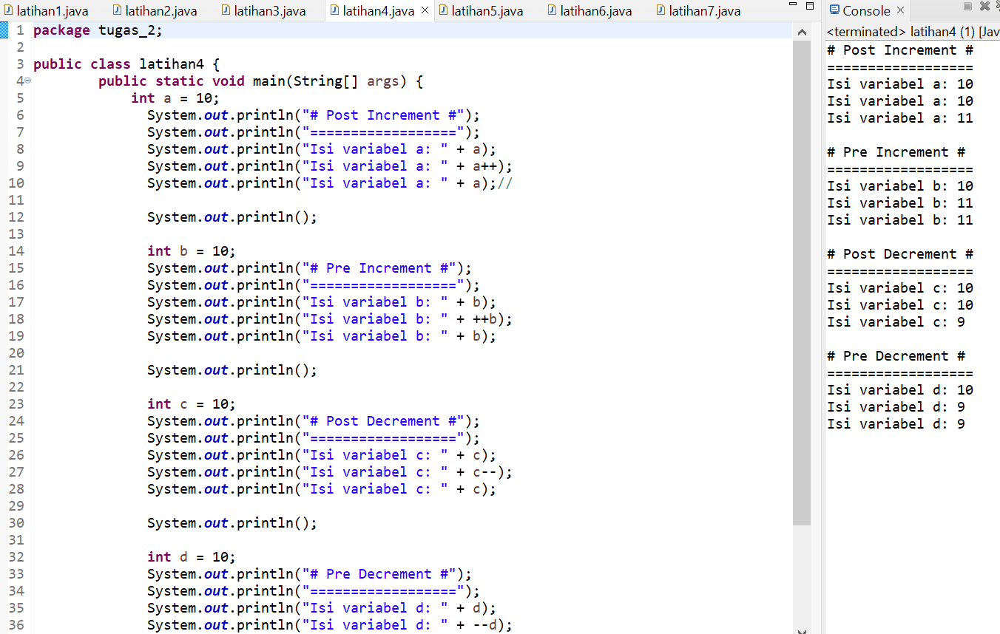 latihan1.java latihan2.java latihan3.java latihan4.java latihan5.java latihan6.java latihan7.java
1 package tugas_2;
2
3 public class latihan4 {
4 public static void main(String[] args) {
5 int a = 10;
6 System.out.println("# Post Increment #");
7 System.out.println("==================");
8 System.out.println("Isi variabel a: " + a);
9 System.out.println("Isi variabel a: " + a++);
10 System.out.println("Isi variabel a: " + a);//
11
12 System.out.println();
13
14 int b = 10;
15 System.out.println("# Pre Increment #");
16 System.out.println("==================");
17 System.out.println("Isi variabel b: " + b);
18 System.out.println("Isi variabel b: " + ++b);
19 System.out.println("Isi variabel b: " + b);
20
21 System.out.println();
22
23 int c = 10;
24 System.out.println("# Post Decrement #");
25 System.out.println("==================");
26 System.out.println("Isi variabel c: " + c);
27 System.out.println("Isi variabel c: " + c--);
28 System.out.println("Isi variabel c: " + c);
29
30 System.out.println();
31
32 int d = 10;
33 System.out.println("# Pre Decrement #");
34 System.out.println("==================");
35 System.out.println("Isi variabel d: " + d);
36 System.out.println("Isi variabel d: " + --d);
Console
<terminated> latihan4 (1) [Jav
# Post Increment #
==================
Isi variabel a: 10
Isi variabel a: 10
Isi variabel a: 11
# Pre Increment #
==================
Isi variabel b: 10
Isi variabel b: 11
Isi variabel b: 11
# Post Decrement #
==================
Isi variabel c: 10
Isi variabel c: 10
Isi variabel c: 9
# Pre Decrement #
==================
Isi variabel d: 10
Isi variabel d: 9
Isi variabel d: 9